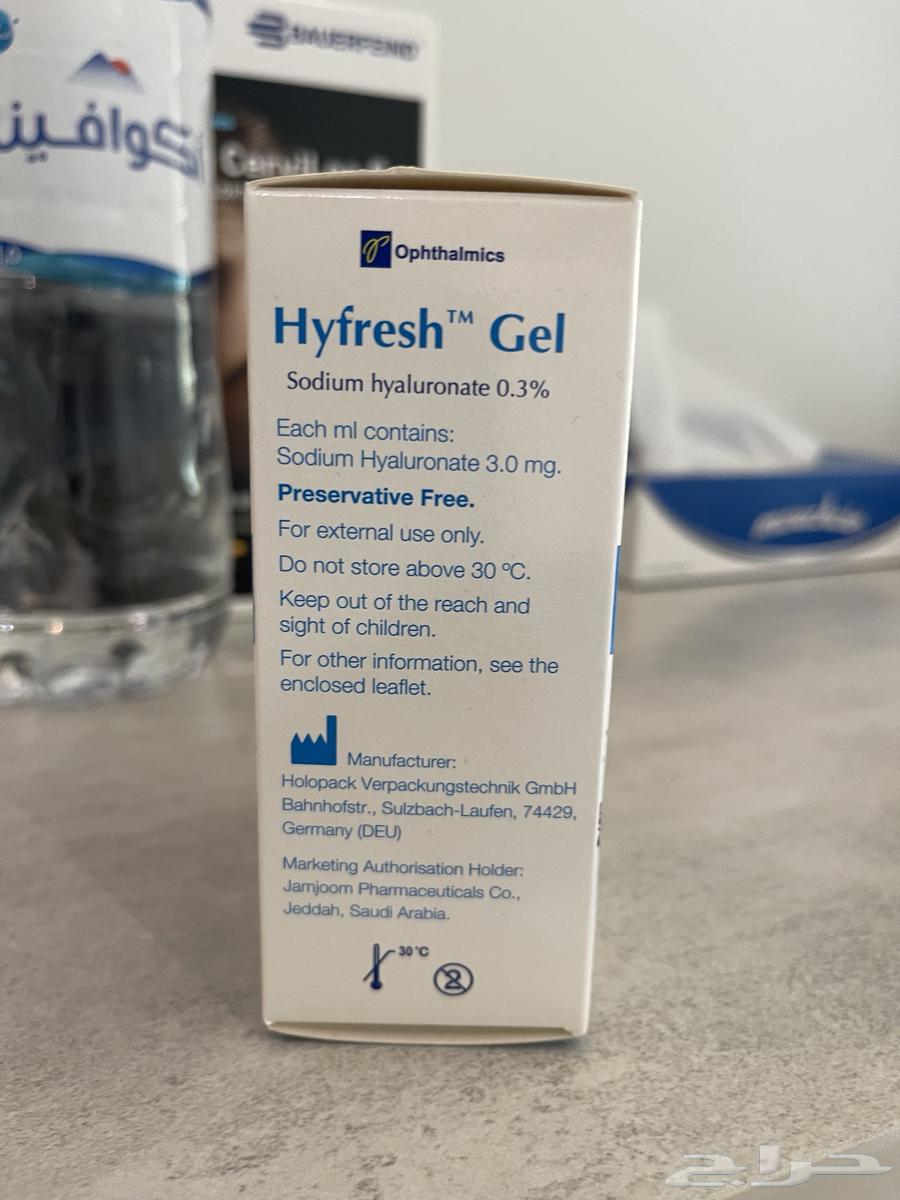 BAUERFEIND
كوافينا
Ophthalmics
Hyfresh™ Gel
Sodium hyaluronate 0.3%
Each ml contains:
Sodium Hyaluronate 3.0 mg.
Preservative Free.
For external use only.
Do not store above 30 ºC.
Keep out of the reach and
sight of children.
For other information, see the
enclosed leaflet.
Manufacturer:
Holopack Verpackungstechnik GmbH
Bahnhofstr., Sulzbach-Laufen, 74429,
Germany (DEU)
Marketing Authorisation Holder:
Jamjoom Pharmaceuticals Co.,
Jeddah, Saudi Arabia.
30 °C
2
حراج